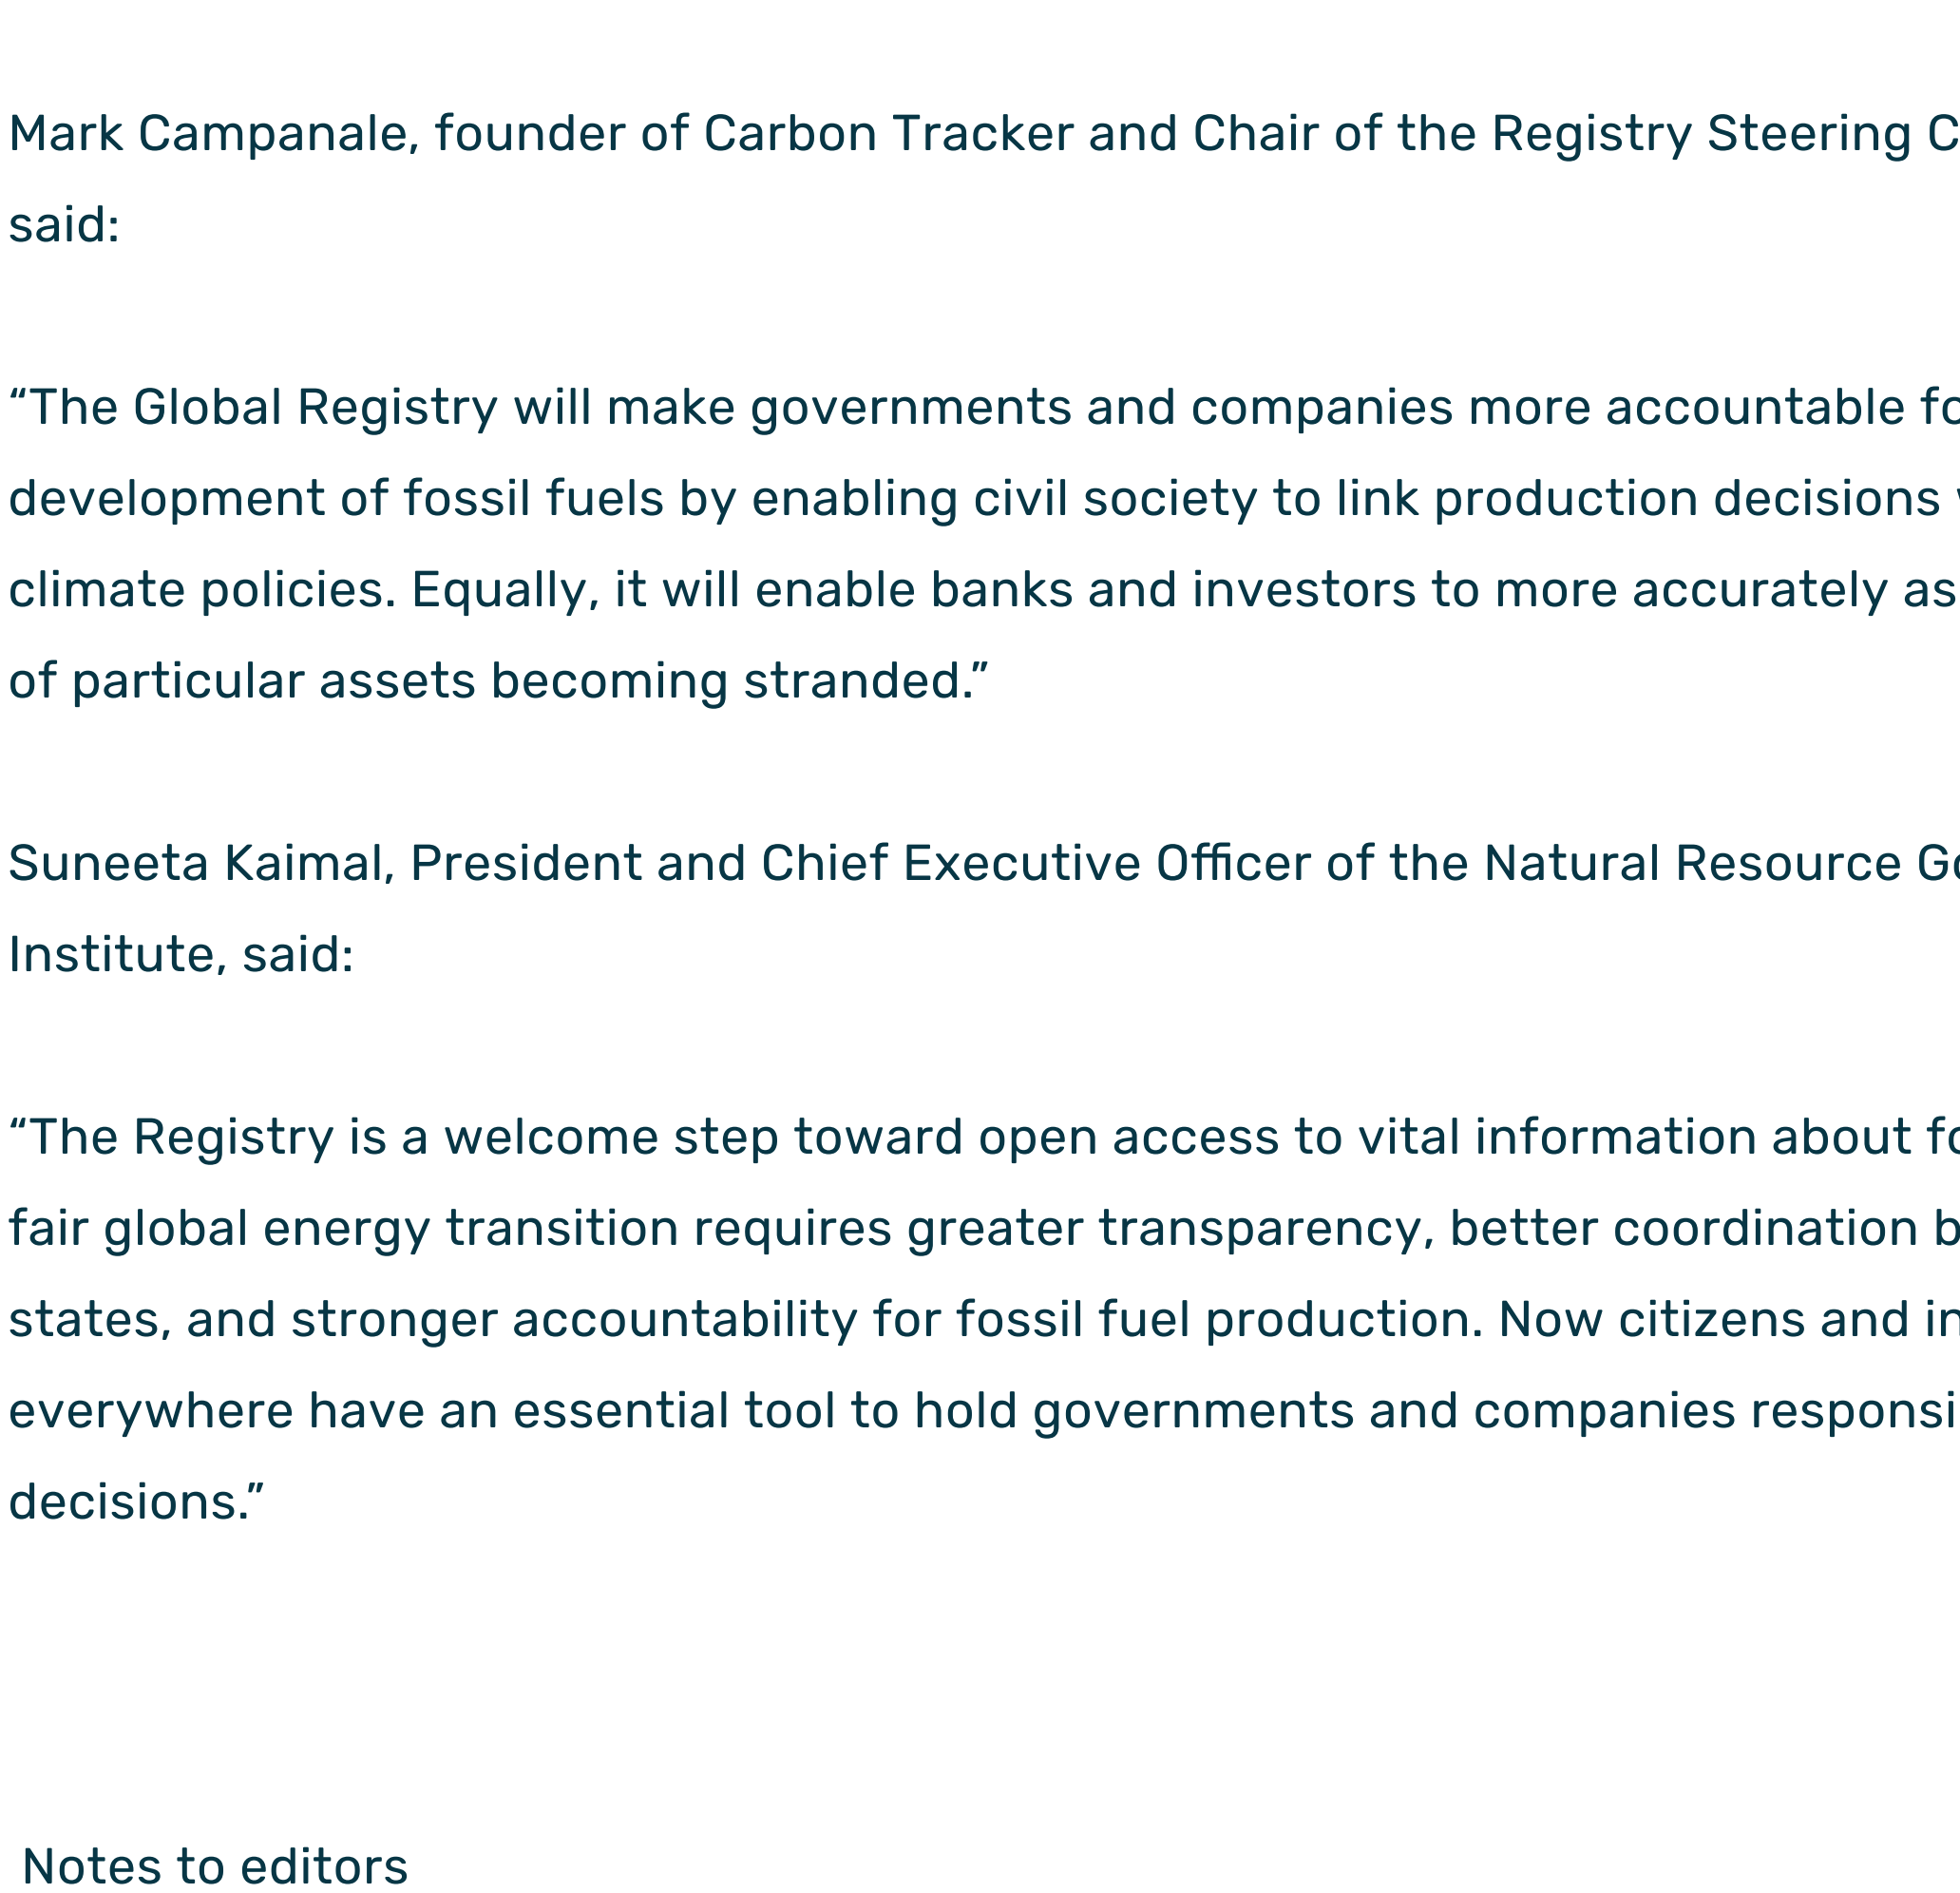 Mark Campanale, founder of Carbon Tracker and Chair of the Registry Steering
said:
“The Global Registry will make governments and companies more accountable
development of fossil fuels by enabling civil society to link production decisions
climate policies. Equally, it will enable banks and investors to more accurately
of particular assets becoming stranded.”
Suneeta Kaimal, President and Chief Executive Officer of the Natural Resource
Institute, said:
“The Registry is a welcome step toward open access to vital information about
fair global energy transition requires greater transparency, better coordination
states, and stronger accountability for fossil fuel production. Now citizens and
everywhere have an essential tool to hold governments and companies
decisions.”
Notes to editors